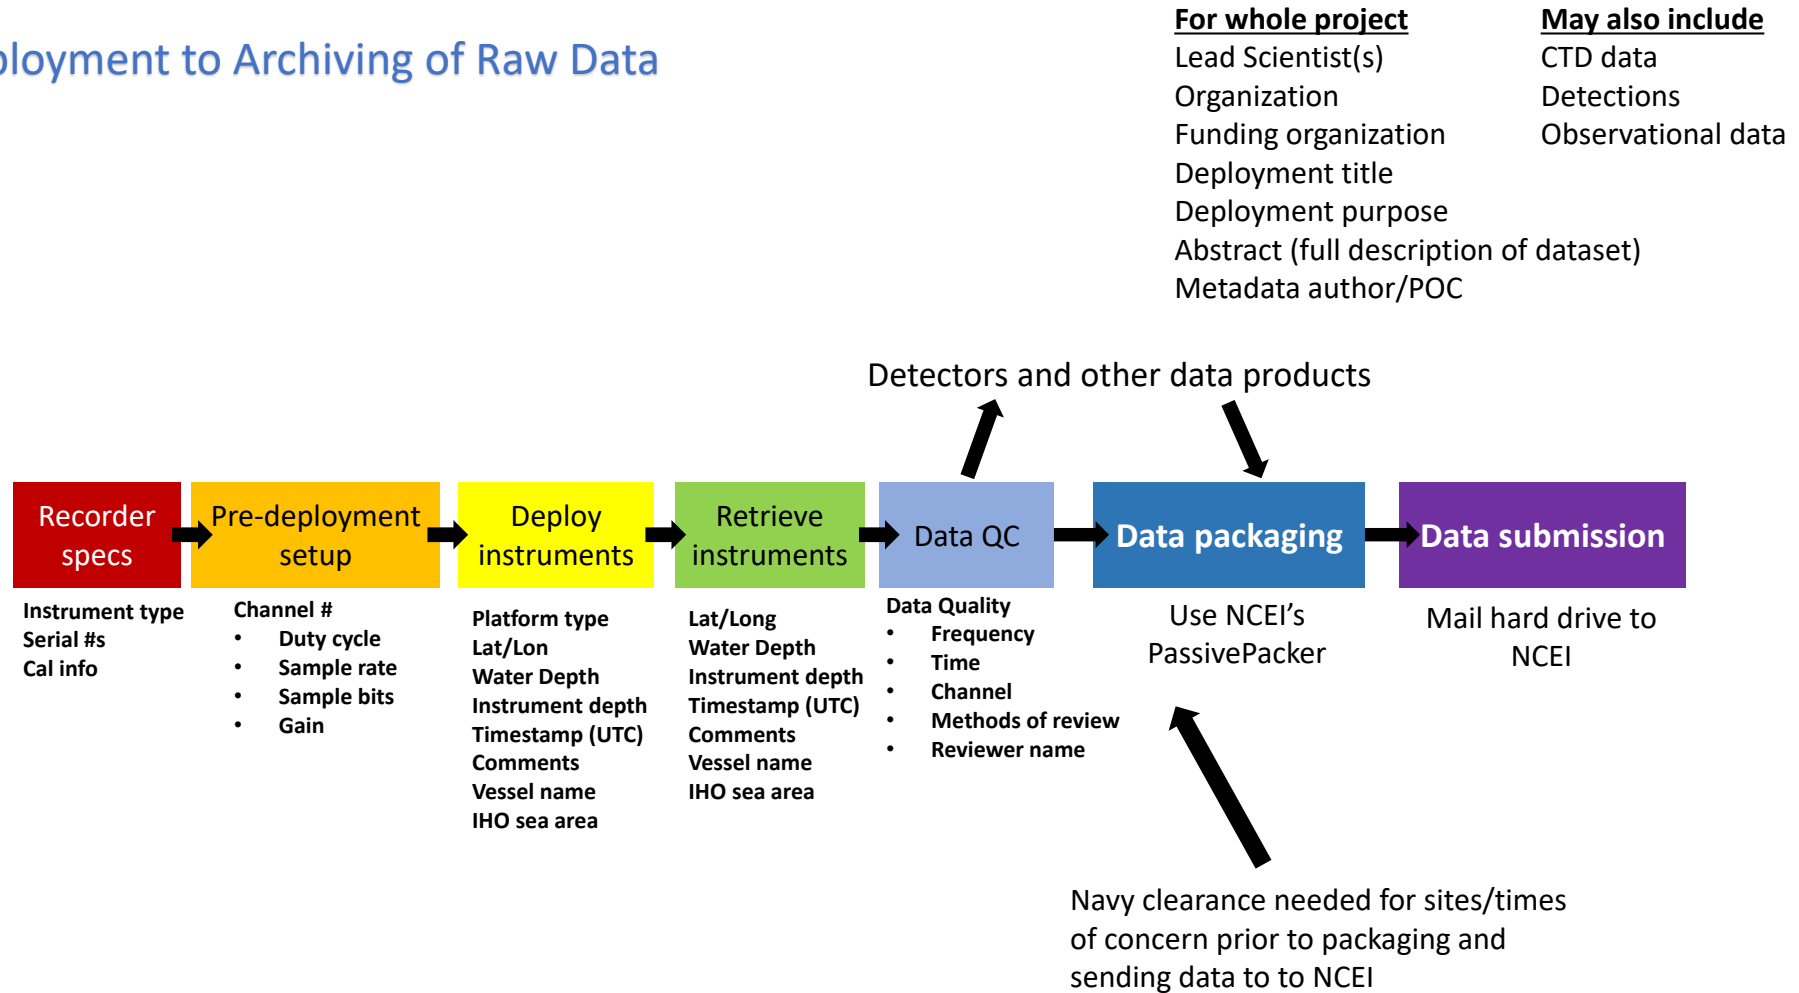 ployment to Archiving of Raw Data
For whole project
Lead Scientist(s)
Organization
Funding organization
Deployment title
Deployment purpose
Abstract (full description of dataset)
Metadata author/POC
May also include
CTD data
Detections
Observational data
Detectors and other data products
Recorder
specs
Pre-deployment
setup
Deploy
instruments
Retrieve
instruments
Data QC
Data packaging
Data submission
Instrument type
Serial #s
Cal info
Channel #
• Duty cycle
• Sample rate
• Sample bits
• Gain
Platform type
Lat/Lon
Water Depth
Instrument depth
Timestamp (UTC)
Comments
Vessel name
IHO sea area
Lat/Long
Water Depth
Instrument depth
Timestamp (UTC)
Comments
Vessel name
IHO sea area
Data Quality
• Frequency
• Time
• Channel
• Methods of review
• Reviewer name
Use NCEI’s
PassivePacker
Mail hard drive to
NCEI
Navy clearance needed for sites/times
of concern prior to packaging and
sending data to to NCEI